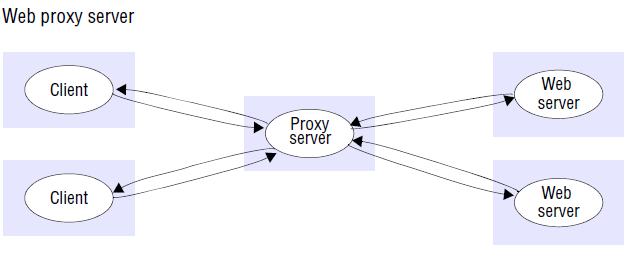 Web proxy server
Client
Web
server
Proxy
server
Client
Web
server